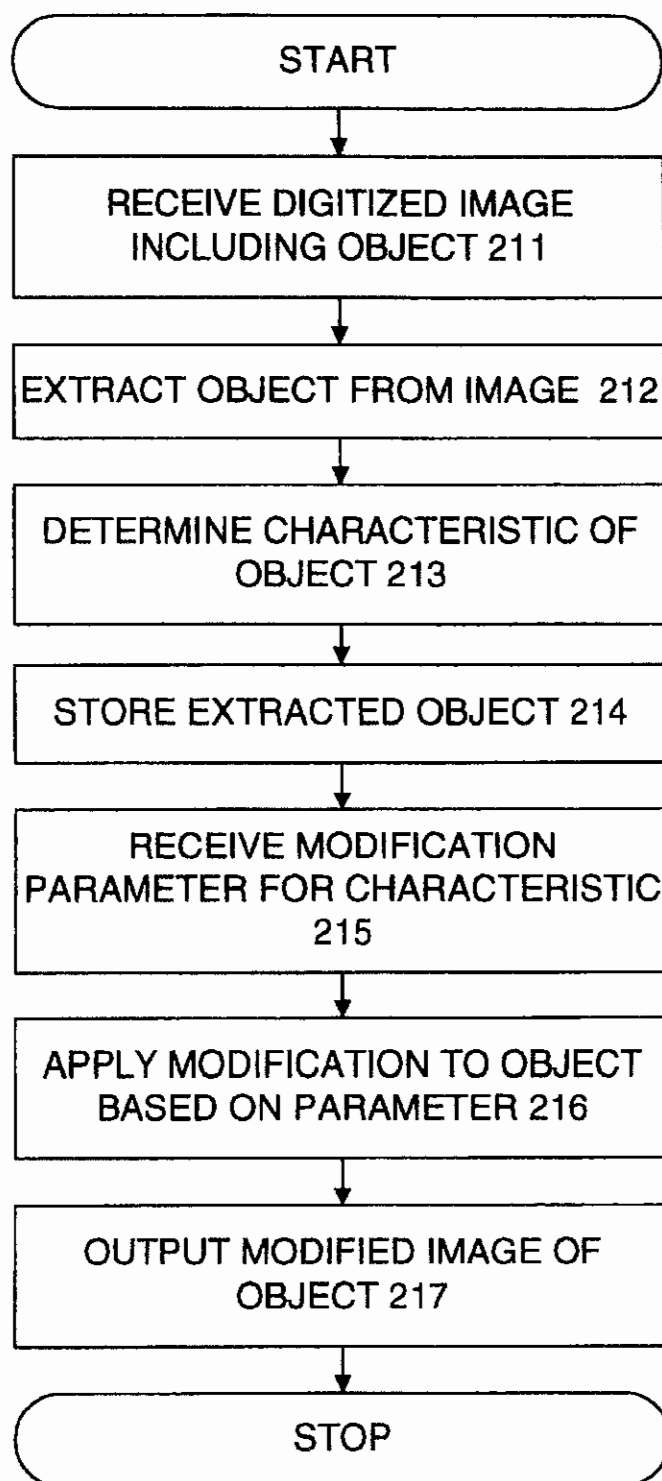 START
RECEIVE DIGITIZED IMAGE
INCLUDING OBJECT 211
EXTRACT OBJECT FROM IMAGE 212
DETERMINE CHARACTERISTIC OF
OBJECT 213
STORE EXTRACTED OBJECT 214
RECEIVE MODIFICATION
PARAMETER FOR CHARACTERISTIC
215
APPLY MODIFICATION TO OBJECT
BASED ON PARAMETER 216
OUTPUT MODIFIED IMAGE OF
OBJECT 217
STOP